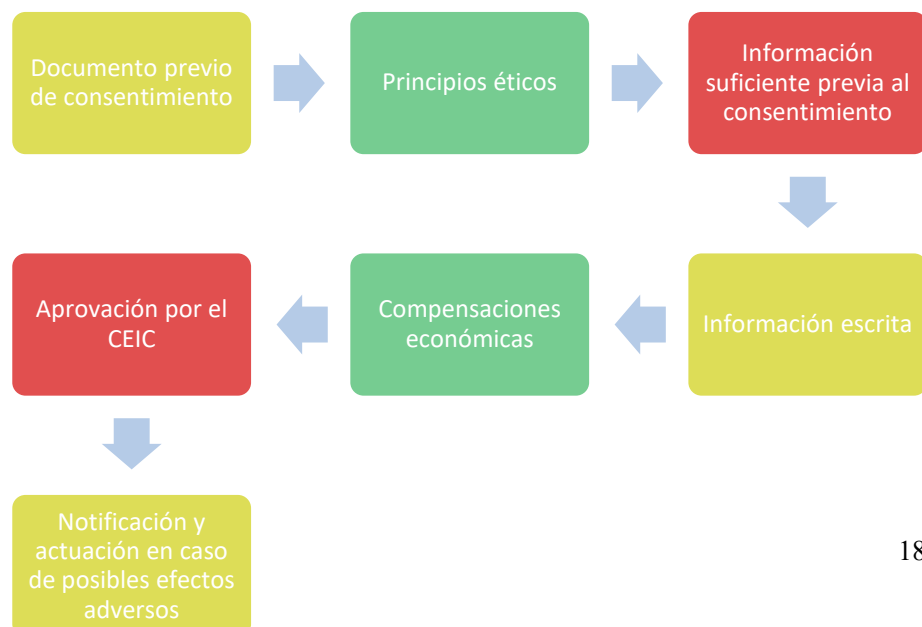 Documento previo
de consentimiento
Principios éticos
Información
suficiente previa al
consentimiento
Información escrita
Compensaciones
económicas
Aprovación por el
CEIC
Notificación y
actuación en caso
de posibles efectos
adversos
18